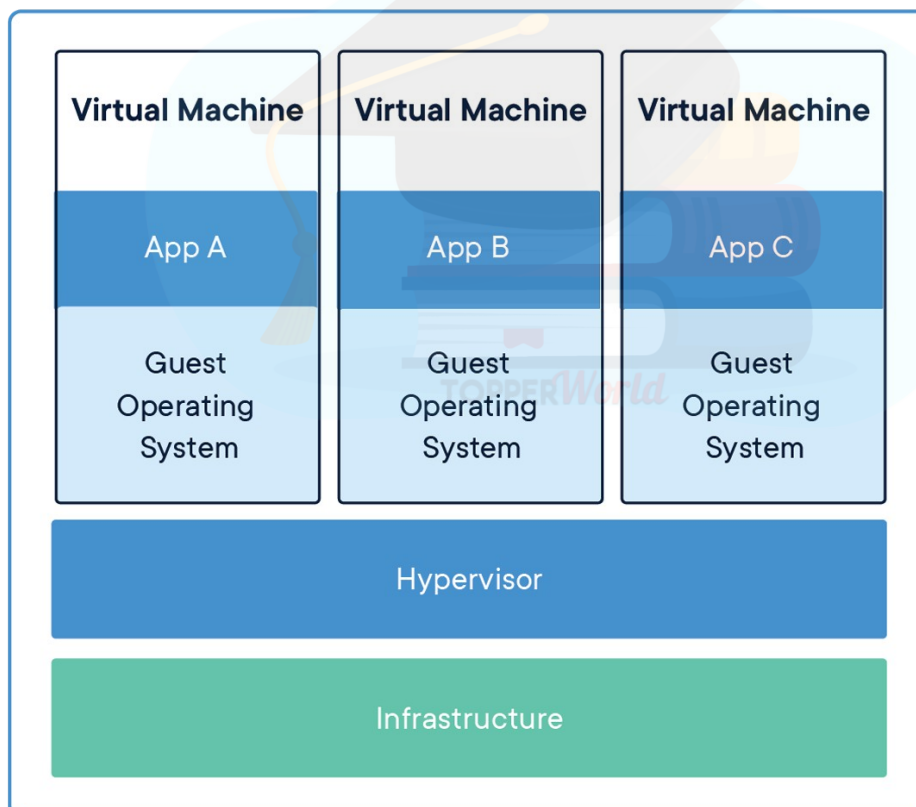 Virtual Machine
Virtual Machine
Virtual Machine
App A
App B
App C
Guest
Operating
System
Guest
Operating
System
Guest
Operating
System
TOPPERWorld
Hypervisor
Infrastructure